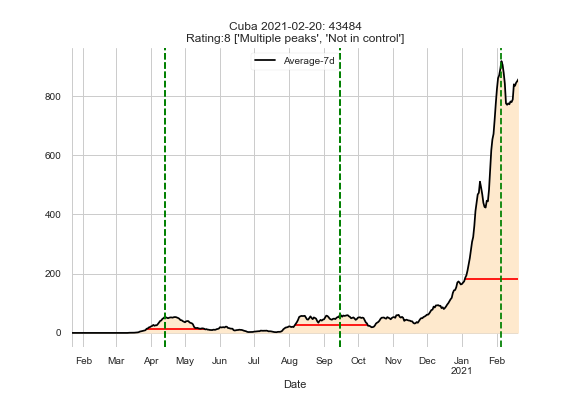 Cuba 2021-02-20: 43484
Rating:8 ['Multiple peaks', 'Not in control']
Average-7d
800
600
400
200
0
Feb Mar Apr May Jun Jul Aug Sep Oct Nov Dec Jan Feb
2021
Date